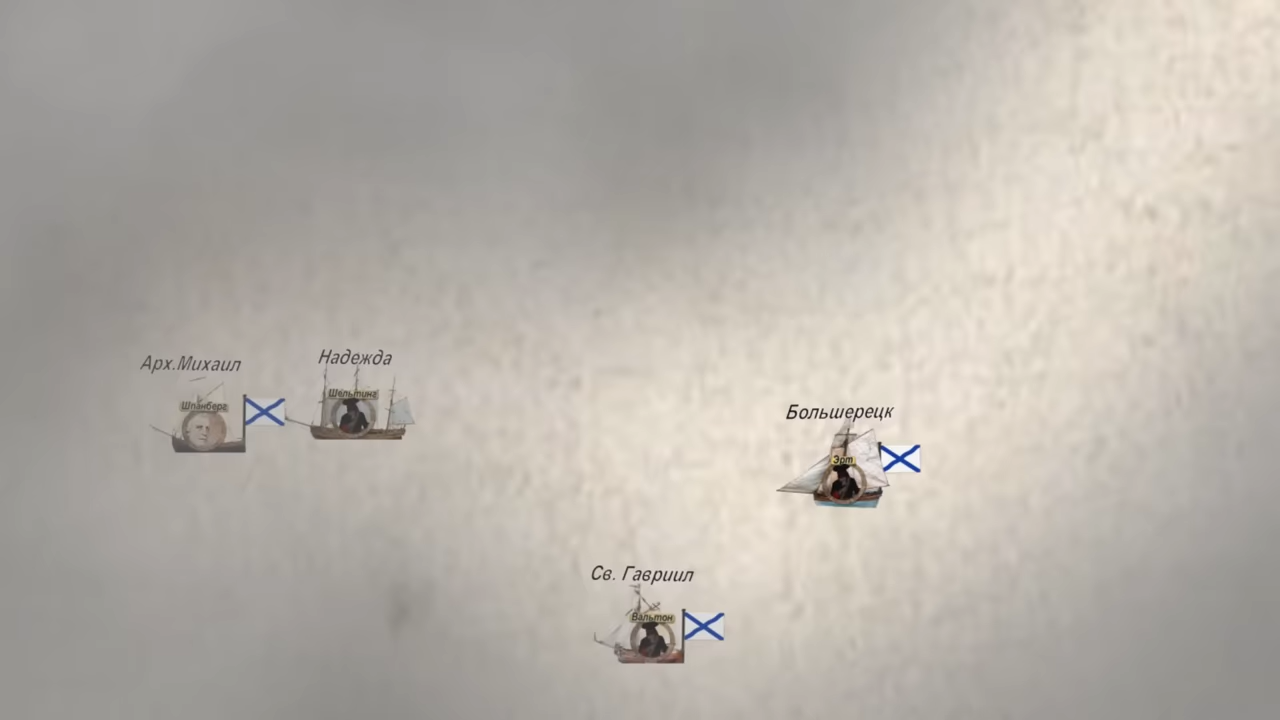 Арх.Михаил
Шпанберг
Надежда
Шельтинг
Большерецк
Эрт
Св. Гавриил
Вальтон